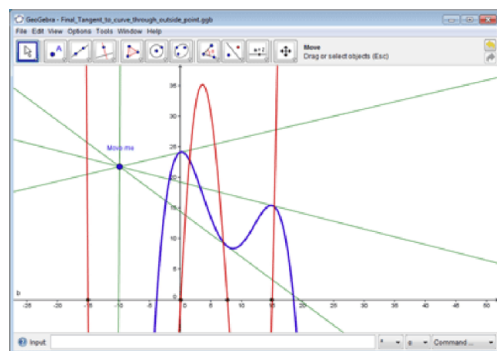 GeoGebra - Final_Tangent_to_curve_through_outside_point.ggb
File Edit View Options Tools Window Help
A
a=2
Move
Drag or select objects (Esc)
Move me
35
30
25
20
15
10
5
0
b
-25 -20 -15 -10 -5 0 5 10 15 20 25 30 35 40 45 50
Input
Command ...